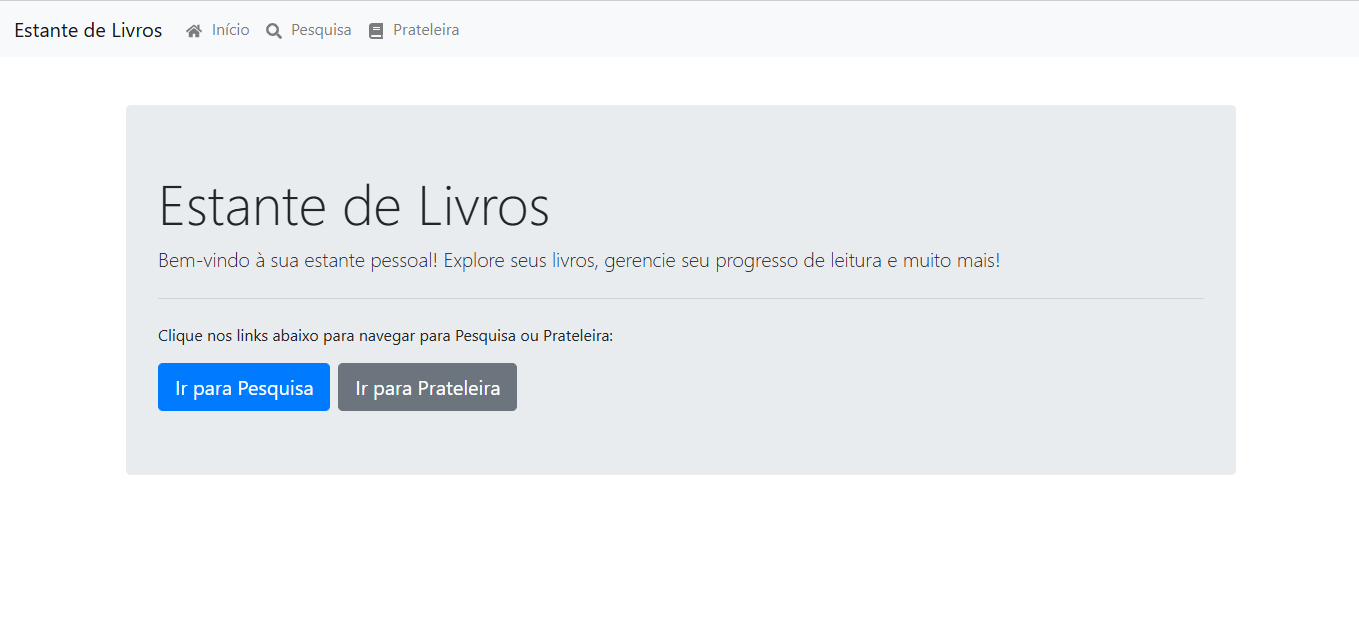 Estante de Livros Início Pesquisa Prateleira
Estante de Livros
Bem-vindo à sua estante pessoal! Explore seus livros, gerencie seu progresso de leitura e muito mais!
Clique nos links abaixo para navegar para Pesquisa ou Prateleira:
Ir para Pesquisa Ir para Prateleira